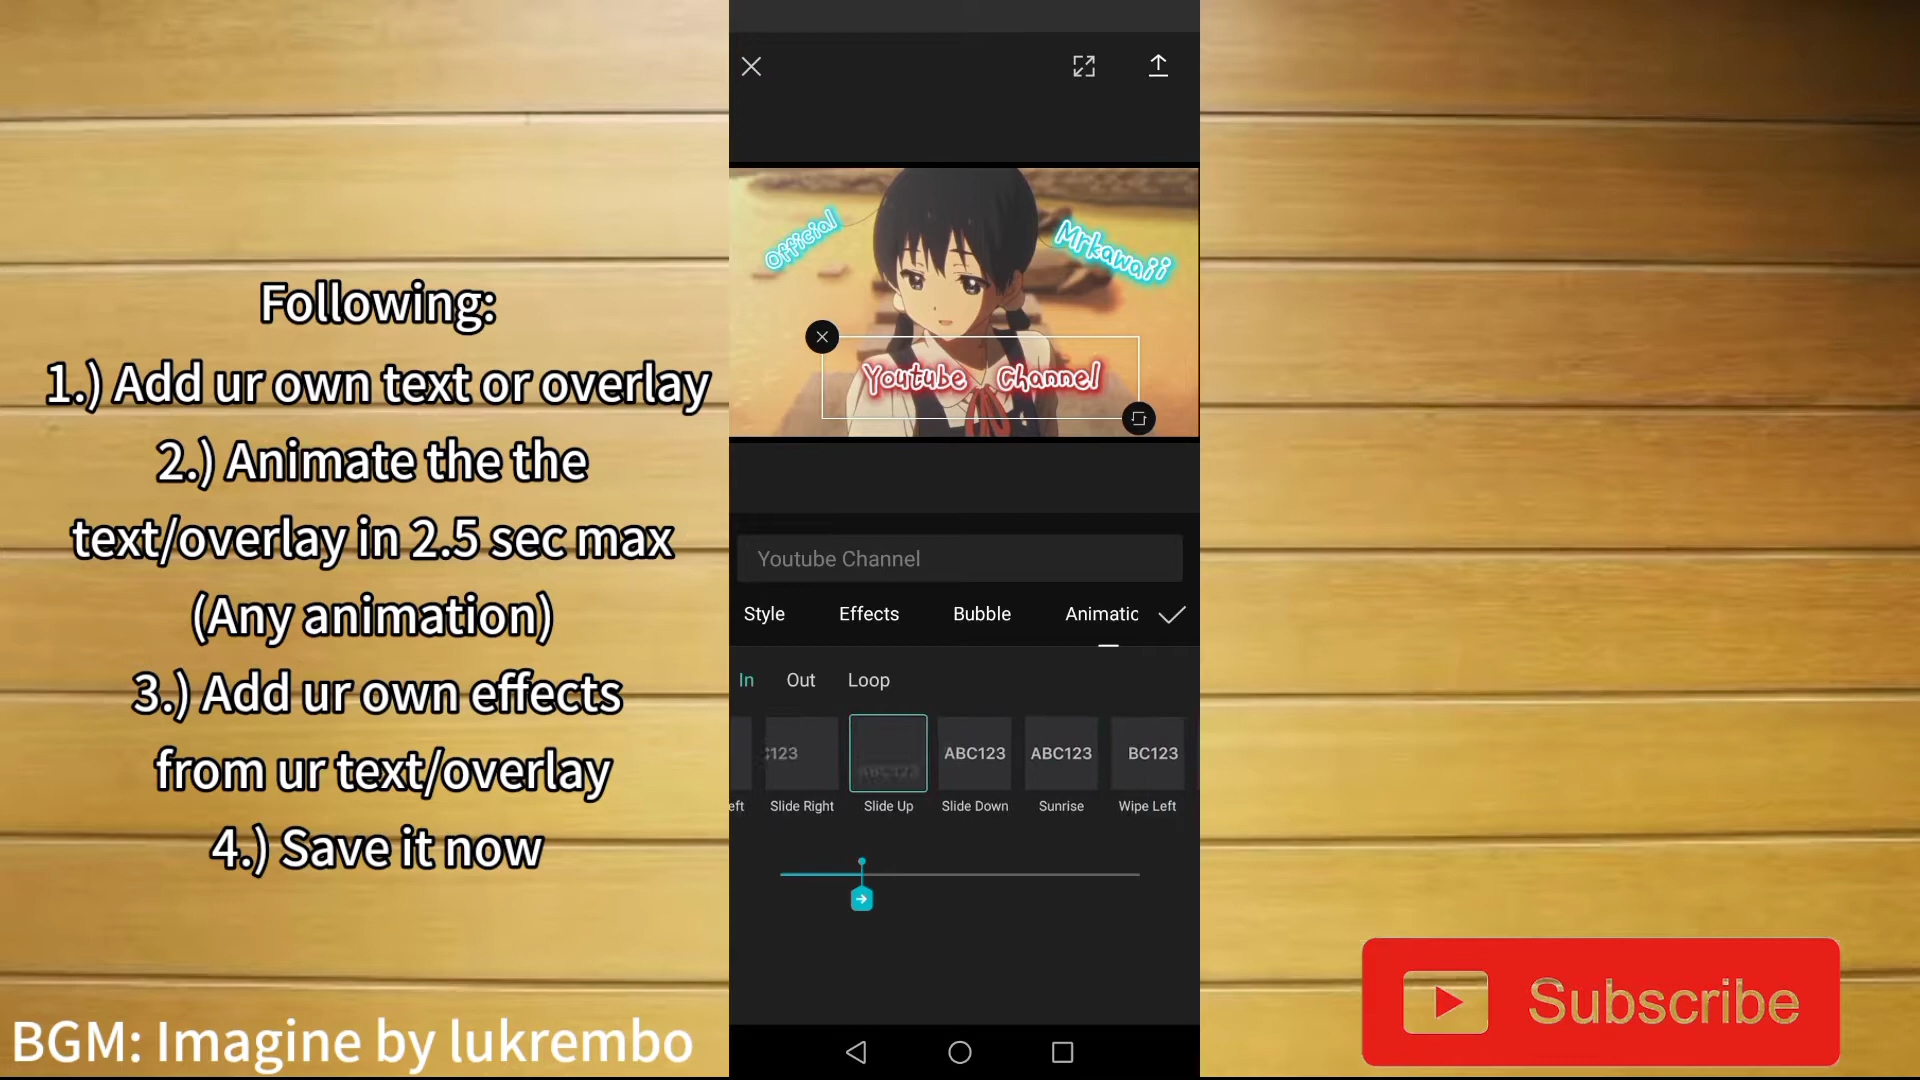 Following:
1.) Add ur own text or overlay
2.) Animate the the
text/overlay in 2.5 sec max
(Any animation)
3.) Add ur own effects
from ur text/overlay
4.) Save it now
BGM: Imagine by lukrembo
Official
Mrkawaii
Youtube Channel
Youtube Channel
Style Effects Bubble Animatic
In Out Loop
123 ABC123 ABC123 ABC123 BC123
eft Slide Right Slide Up Slide Down Sunrise Wipe Left
Subscribe